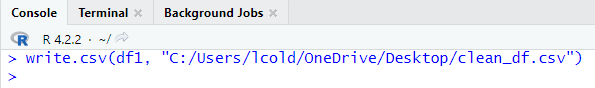 Console Terminal × Background Jobs ×
R 4.2.2 · ~/
> write.csv(df1, "C:/Users/lcold/OneDrive/Desktop/clean_df.csv")
>